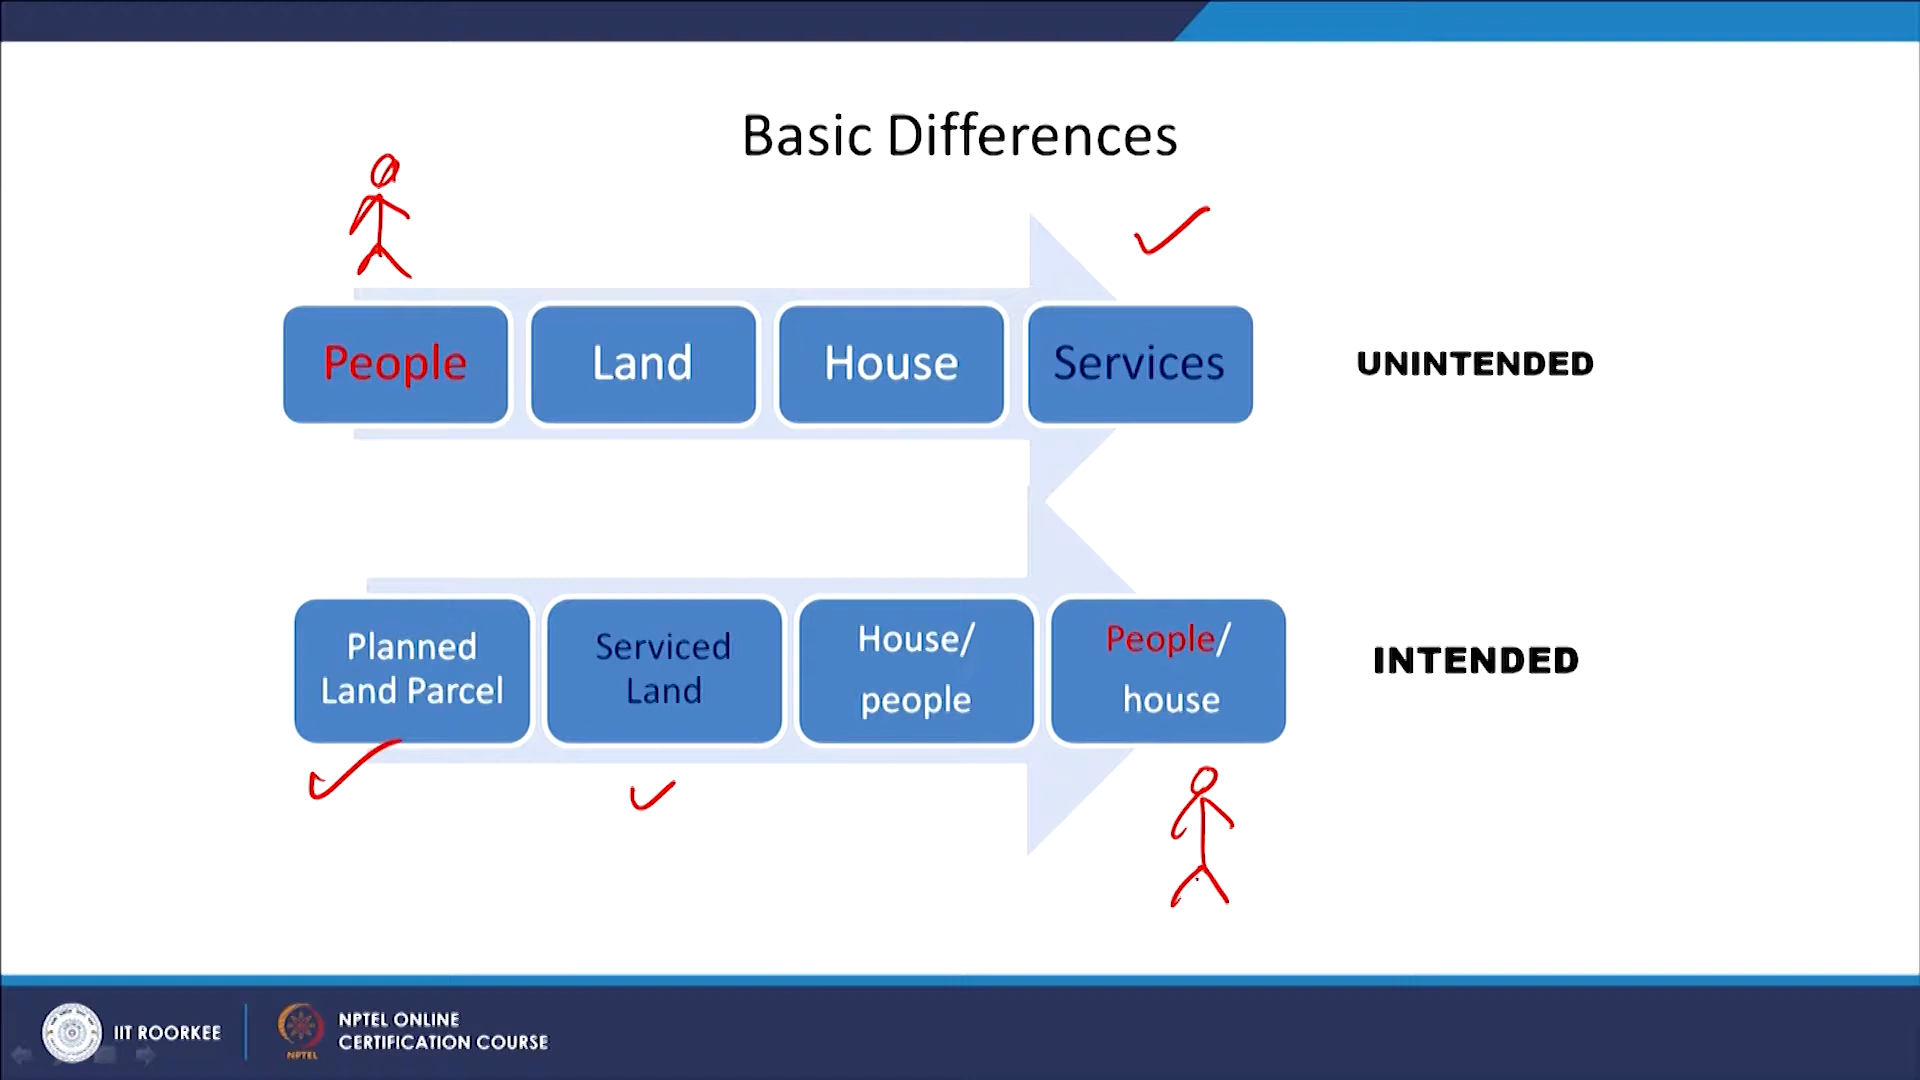 Basic Differences
People
Land
House
Services
UNINTENDED
Planned
Land Parcel
Serviced
Land
House/
people
People/
house
INTENDED
IIT ROORKEE
NPTEL
NPTEL ONLINE
CERTIFICATION COURSE